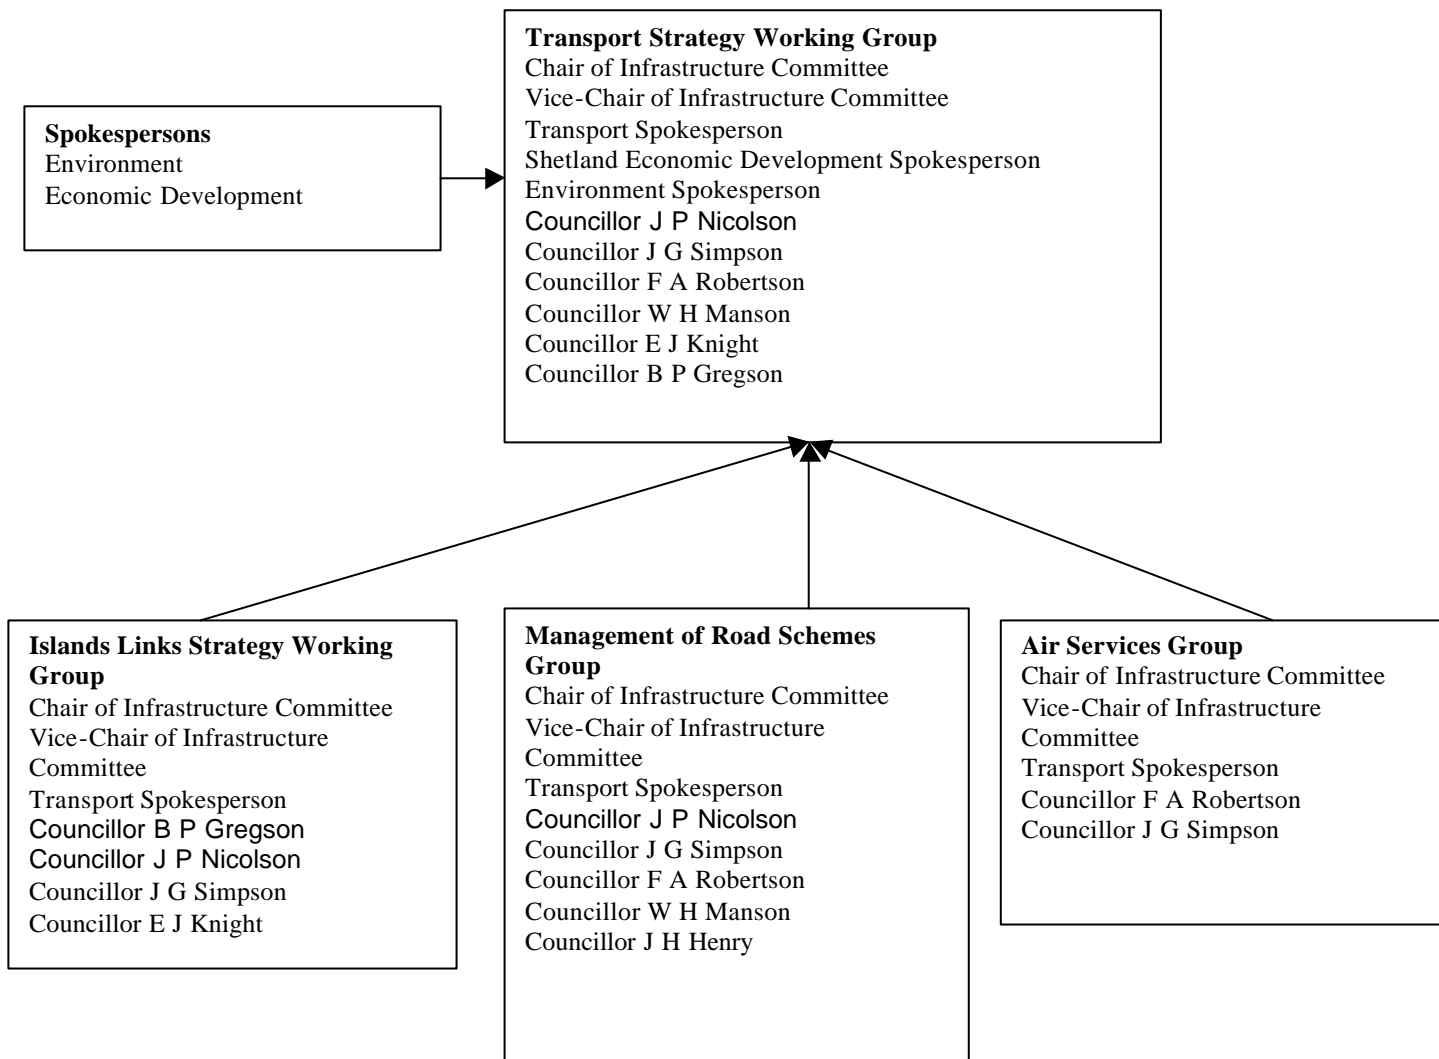 Transport Strategy Working Group
Chair of Infrastructure Committee
Vice-Chair of Infrastructure Committee
Transport Spokesperson
Shetland Economic Development Spokesperson
Environment Spokesperson
Councillor J P Nicolson
Councillor J G Simpson
Councillor F A Robertson
Councillor W H Manson
Councillor E J Knight
Councillor B P Gregson
Spokespersons
Environment
Economic Development
Islands Links Strategy Working
Group
Chair of Infrastructure Committee
Vice-Chair of Infrastructure
Committee
Transport Spokesperson
Councillor B P Gregson
Councillor J P Nicolson
Councillor J G Simpson
Councillor E J Knight
Management of Road Schemes
Group
Chair of Infrastructure Committee
Vice-Chair of Infrastructure
Committee
Transport Spokesperson
Councillor J P Nicolson
Councillor J G Simpson
Councillor F A Robertson
Councillor W H Manson
Councillor J H Henry
Air Services Group
Chair of Infrastructure Committee
Vice-Chair of Infrastructure
Committee
Transport Spokesperson
Councillor F A Robertson
Councillor J G Simpson